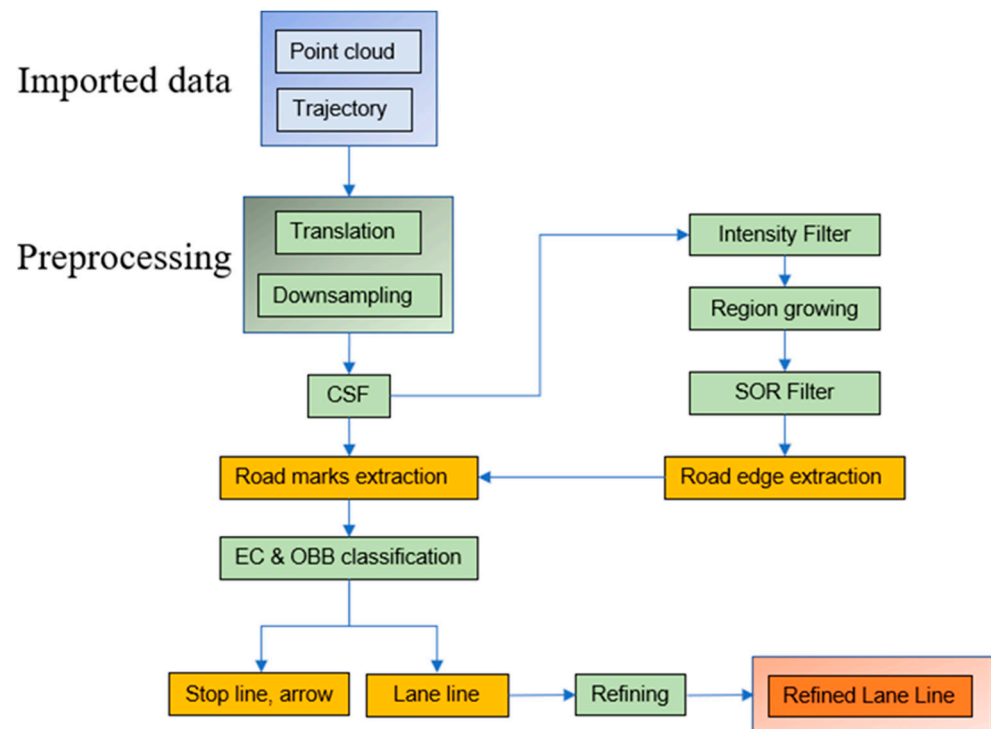 Imported data
Point cloud
Trajectory
Preprocessing
Translation
Downsampling
CSF
Intensity Filter
Region growing
SOR Filter
Road marks extraction
Road edge extraction
EC & OBB classification
Stop line, arrow
Lane line
Refining
Refined Lane Line